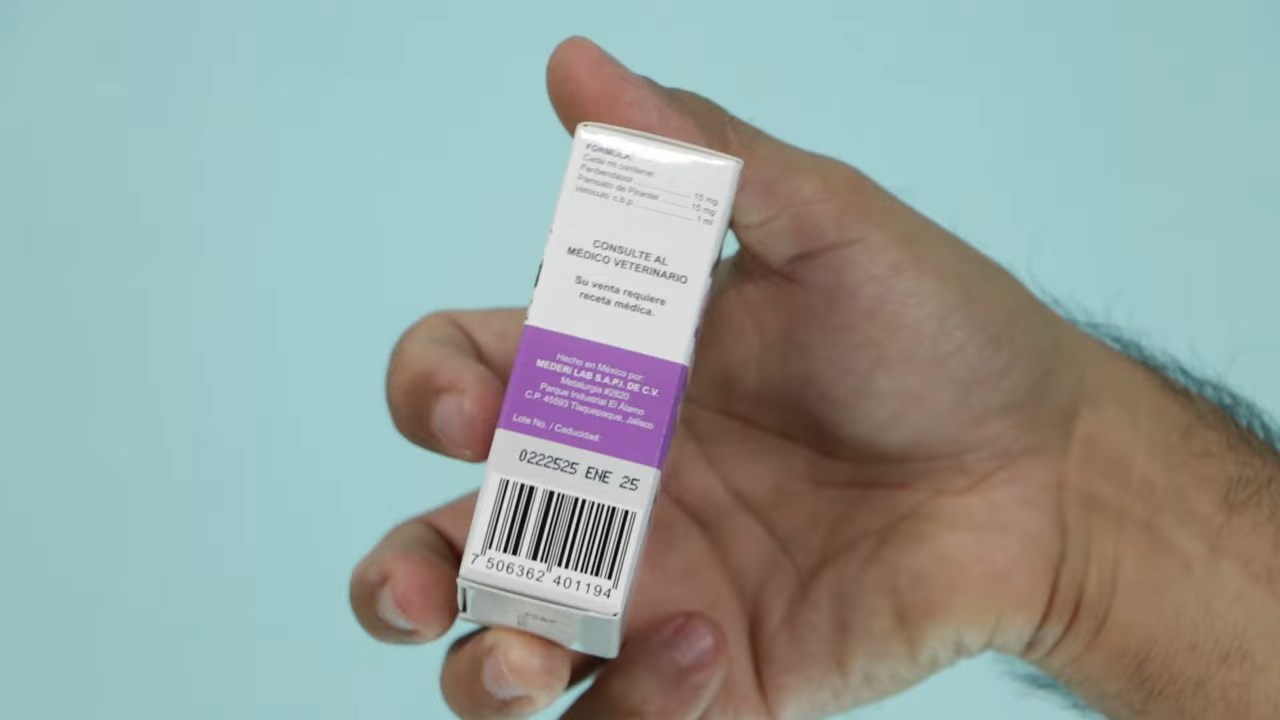 FORMULA:
Cada ml contiene:
Fenbendazol ............ 15 mg
Pamoato de Pirantel ........ 15 mg
Vehículo c.b.p. ............ 1 ml
CONSULTE AL
MÉDICO VETERINARIO
Su venta requiere
receta médica.
Hecho en México por:
MEDERI LAB S.A.P.I. DE C.V.
Metalurgia #2820
Parque Industrial El Álamo
C.P. 45593 Tlaquepaque, Jalisco
Lote No. / Caducidad:
0222525 ENE 25
7 506362 401194